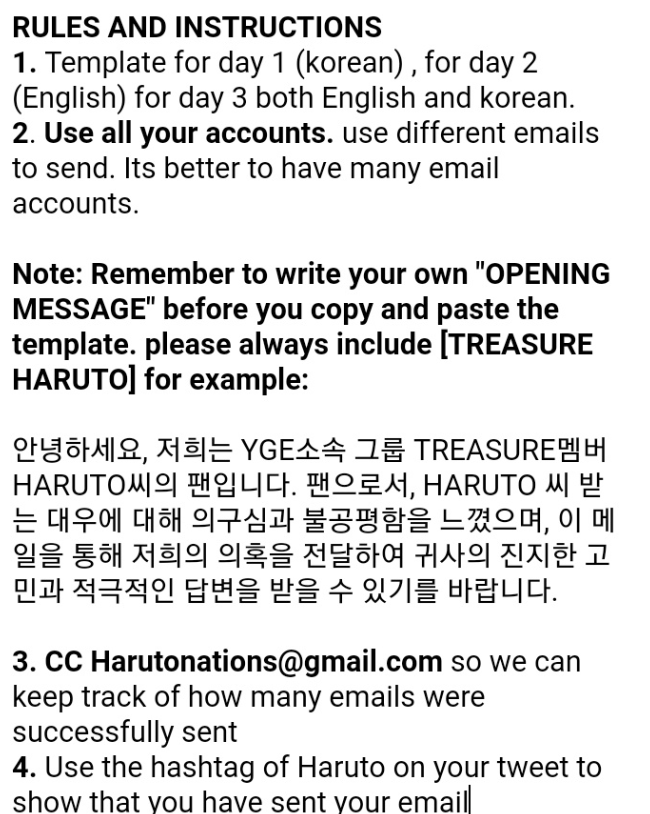 RULES AND INSTRUCTIONS
1. Template for day 1 (korean) , for day 2
(English) for day 3 both English and korean.
2. Use all your accounts. use different emails
to send. Its better to have many email
accounts.
Note: Remember to write your own "OPENING
MESSAGE" before you copy and paste the
template. please always include [TREASURE
HARUTO] for example:
안녕하세요, 저희는 YGE소속 그룹 TREASURE멤버
HARUTO씨의 팬입니다. 팬으로서, HARUTO 씨 받
는 대우에 대해 의구심과 불공평함을 느꼈으며, 이 메
일을 통해 저희의 의혹을 전달하여 귀사의 진지한 고
민과 적극적인 답변을 받을 수 있기를 바랍니다.
3. CC Harutonations@gmail.com so we can
keep track of how many emails were
successfully sent
4. Use the hashtag of Haruto on your tweet to
show that you have sent your email